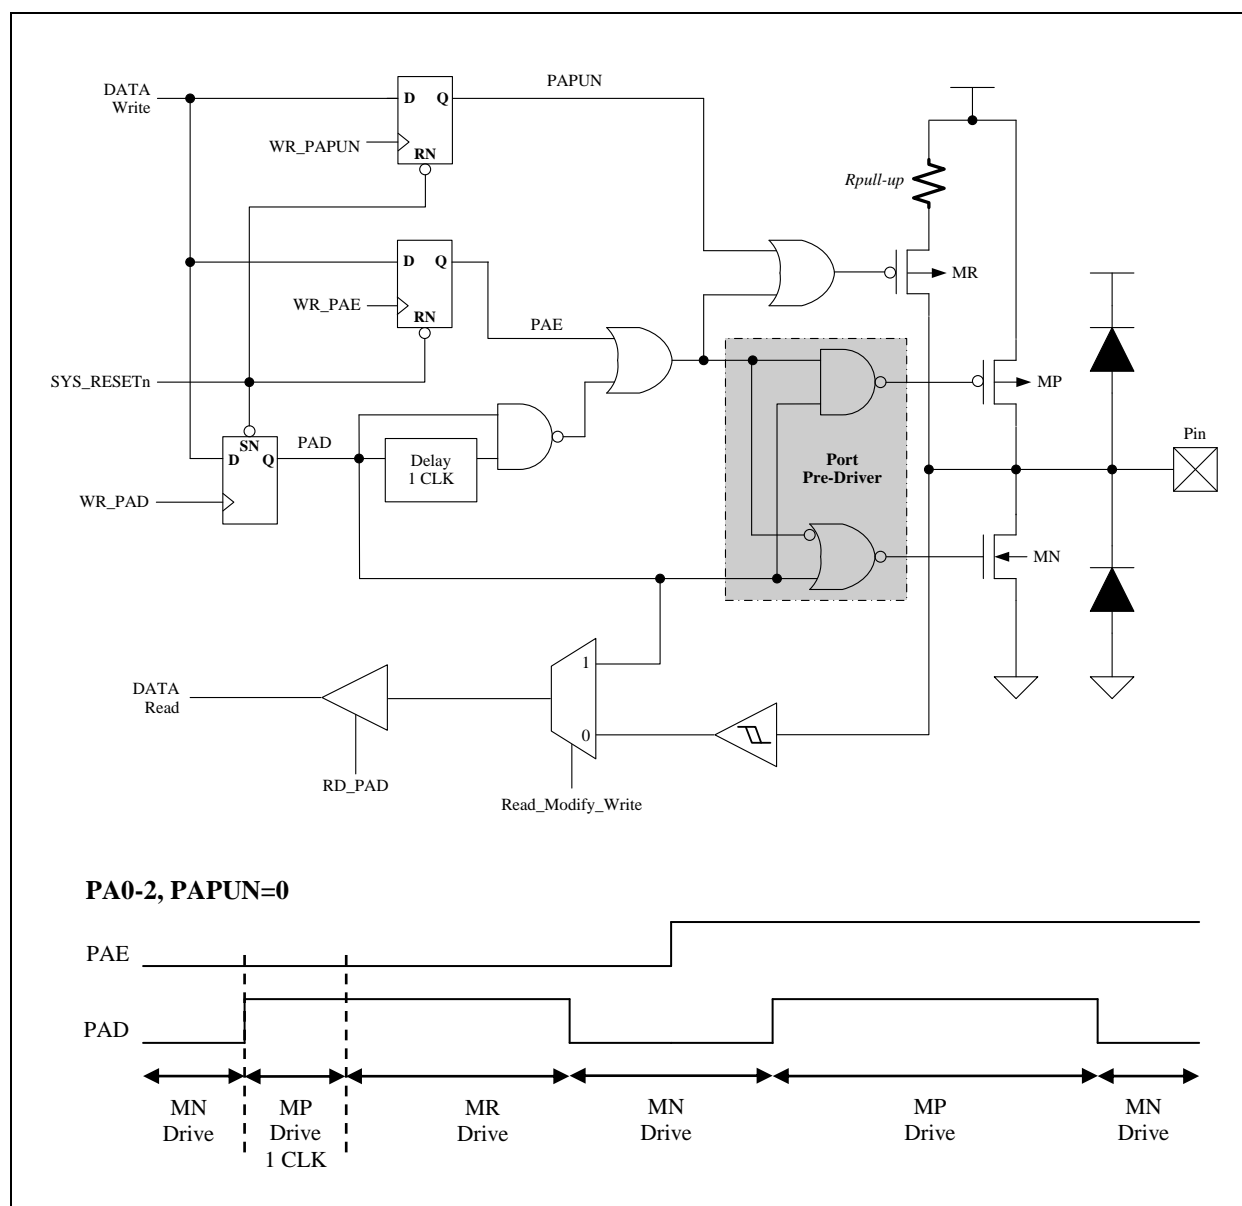 DATA
Write
D Q
PAPUN
WR_PAPUN
RN
Rpull-up
D Q
MR
WR_PAE
RN
PAE
SYS_RESETn
MP
SN
PAD
D Q
Delay
1 CLK
Port
Pre-Driver
Pin
WR_PAD
MN
1
DATA
Read
0
RD_PAD
Read_Modify_Write
PA0-2, PAPUN=0
PAE
PAD
MN
Drive
MP
Drive
1 CLK
MR
Drive
MN
Drive
MP
Drive
MN
Drive